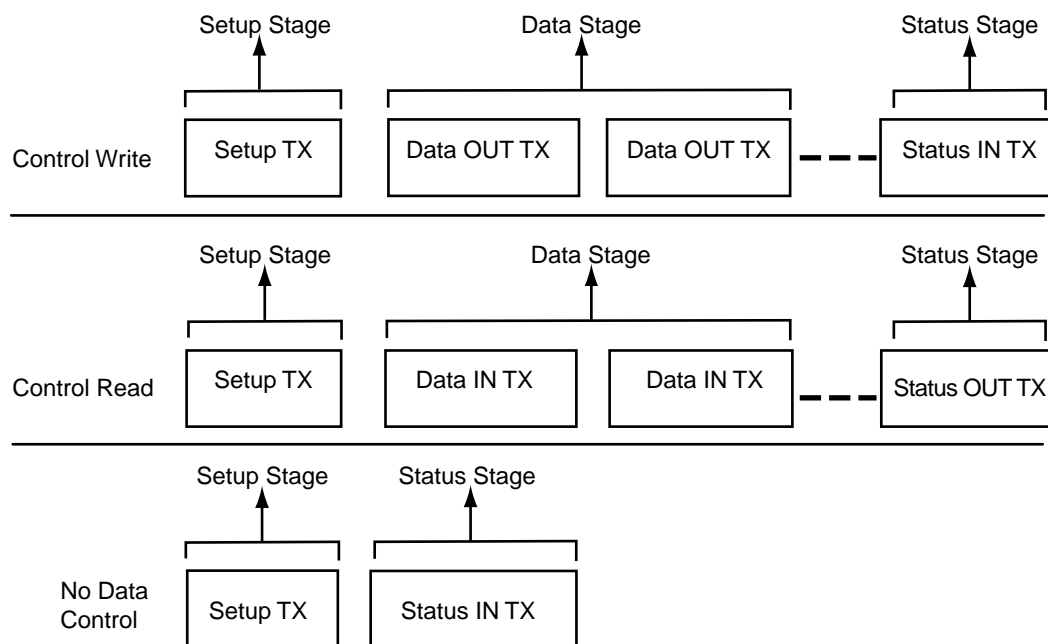 Setup Stage Data Stage Status Stage
Control Write Setup TX Data OUT TX Data OUT TX Status IN TX
Setup Stage Data Stage Status Stage
Control Read Setup TX Data IN TX Data IN TX Status OUT TX
Setup Stage Status Stage
No Data
Control Setup TX Status IN TX